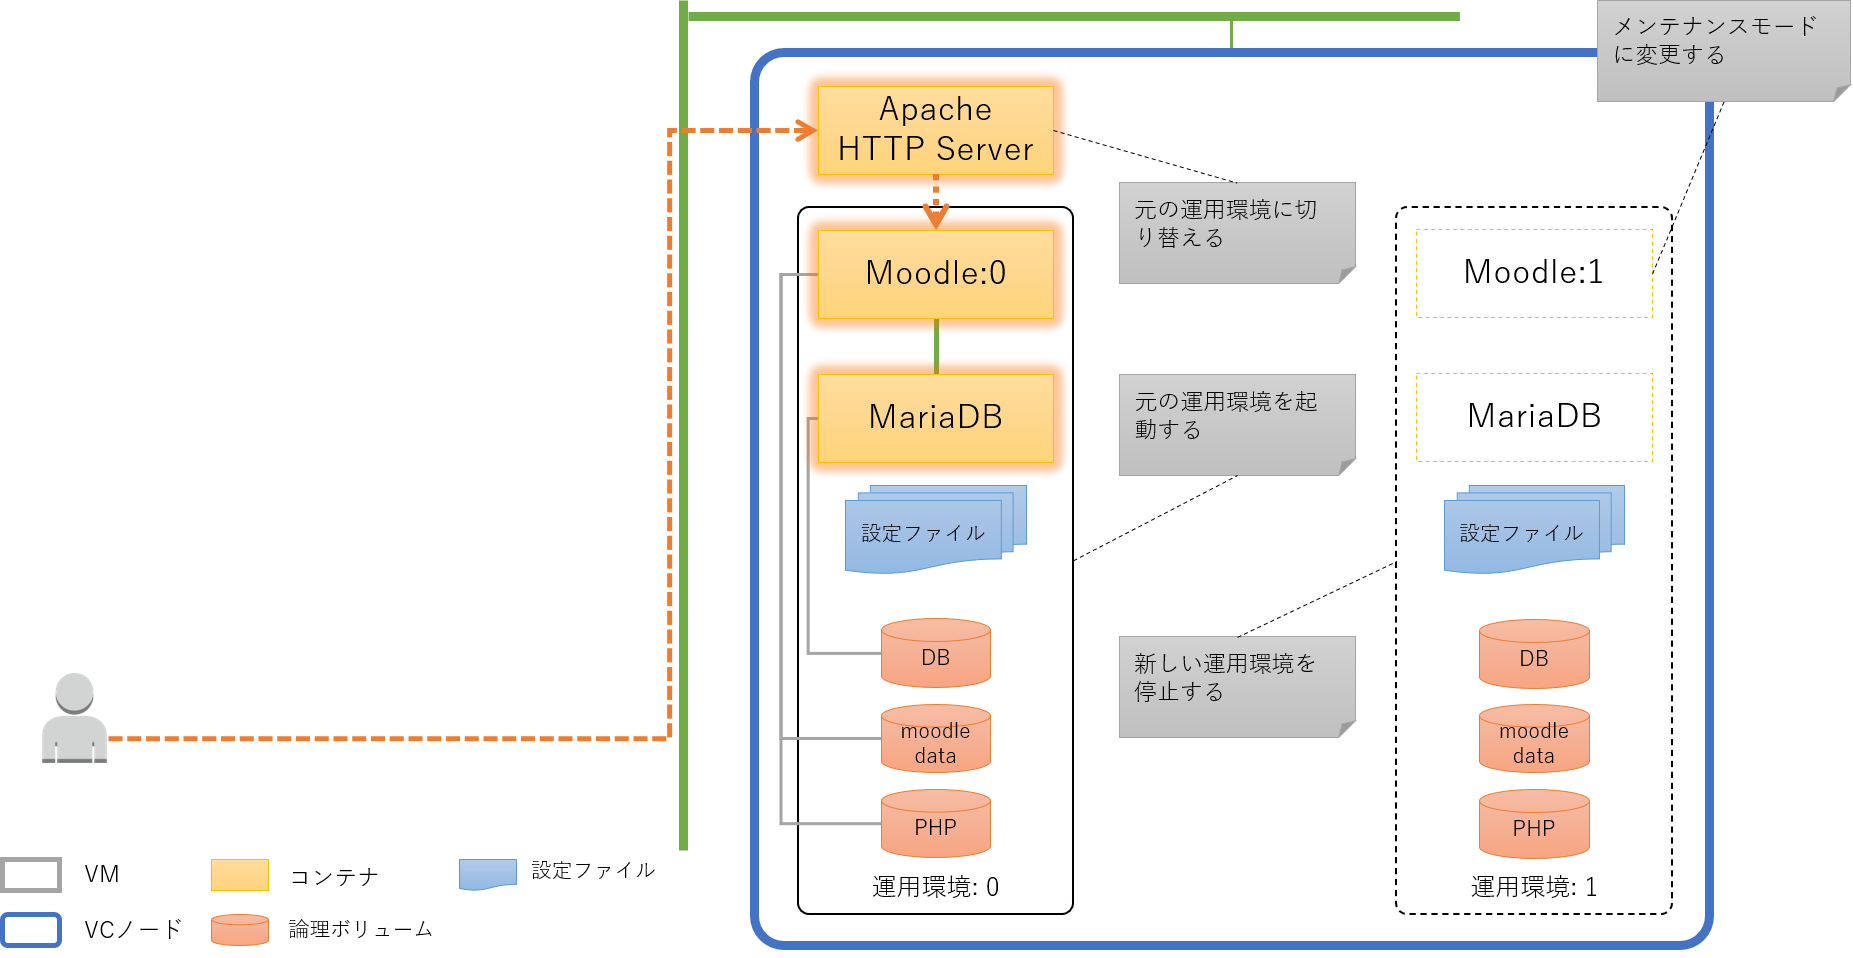 メンテナンスモード
に変更する
Apache
HTTP Server
元の運用環境に切
り替える
Moodle:0
Moodle:1
元の運用環境を起
動する
MariaDB
MariaDB
設定ファイル
設定ファイル
新しい運用環境を
停止する
DB
DB
moodle
data
moodle
data
PHP
PHP
運用環境: 0
運用環境: 1
VM
コンテナ
設定ファイル
VCノード
論理ボリューム